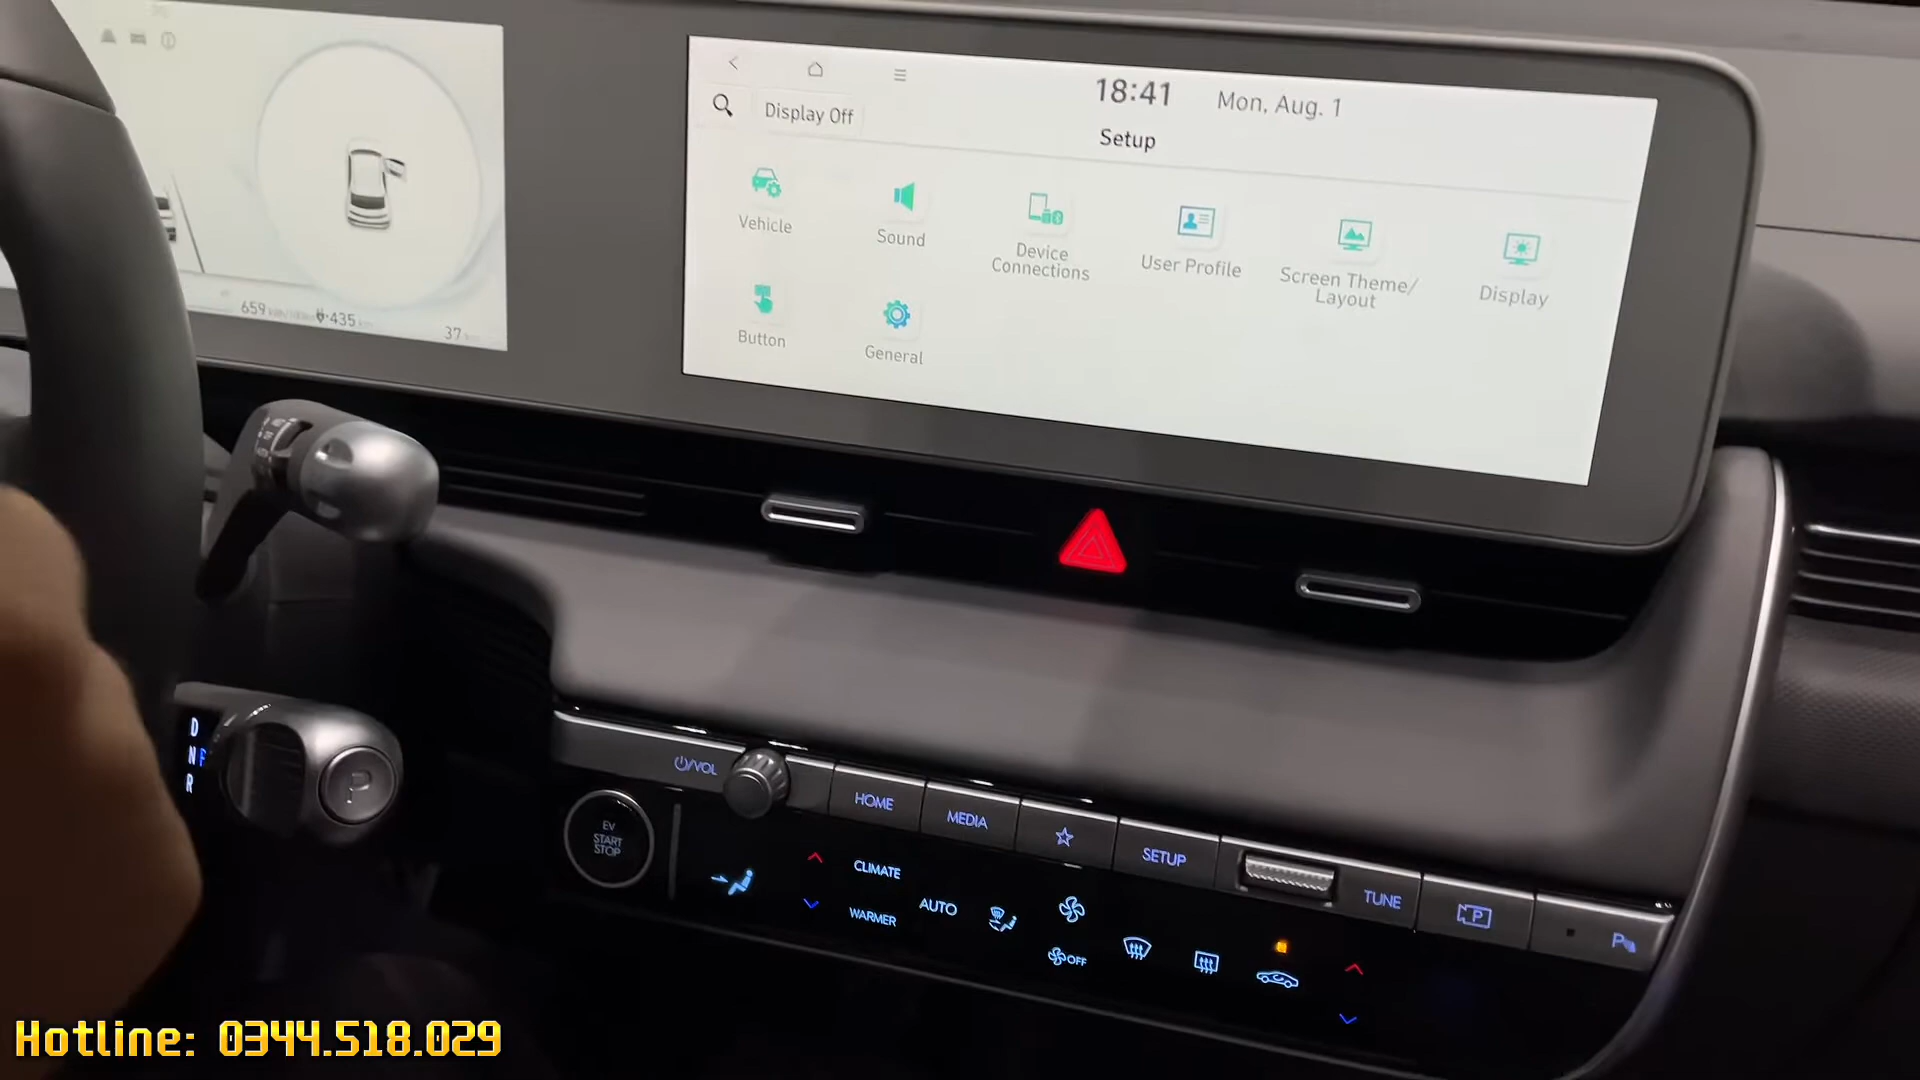 18:41
Mon, Aug. 1
Display Off
Setup
Vehicle
Sound
Device
Connections
User Profile
Screen Theme/
Layout
Display
Button
General
659
435
37
D
N P
R
P
EV
START
STOP
VOL
HOME
MEDIA
SETUP
TUNE
P
P
CLIMATE
WARMER
AUTO
OFF
Hotline: 0344.518.029